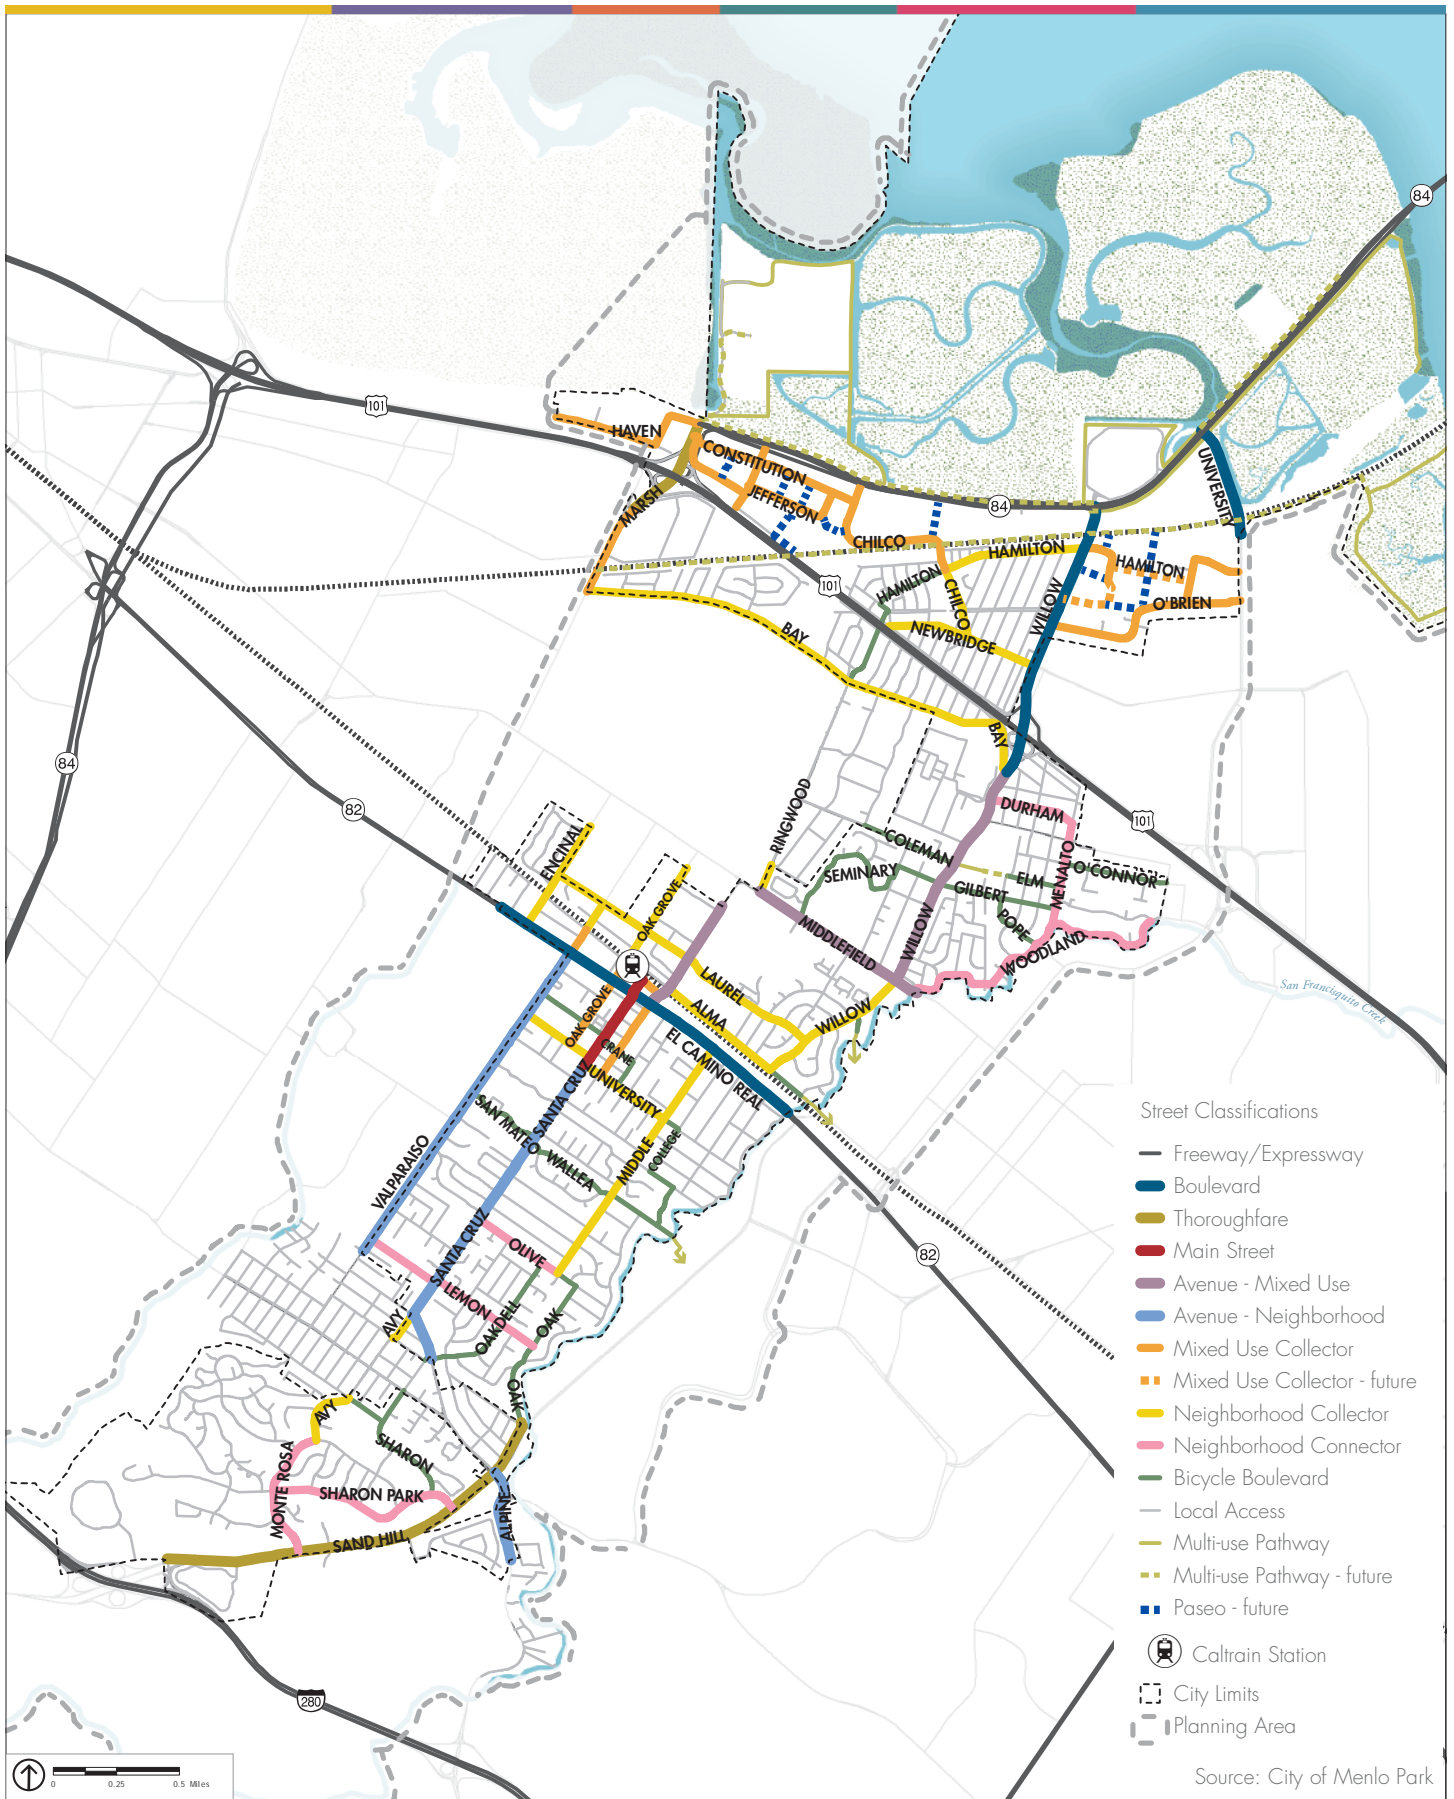 84
HAVEN
101
CONSTITUTION
JEFFERSON
MARSH
84
UNIVERSITY
CHILCO
HAMILTON
HAMILTON
HAMILTON
101
CHILCO
WILLOW
O'BRIEN
BAY
NEWBRIDGE
BAY
84
82
RINGWOOD
DURHAM
101
ENCINAL
COLEMAN
SEMINARY
MENALTO
O'CONNOR
ELM
GILBERT
OAK GROVE
POPE
WILLOW
MIDDLEFIELD
WOODLAND
LAUREL
San Francisquito Creek
OAK GROVE
ALMA
WILLOW
CRANE
EL CAMINO REAL
UNIVERSITY
SANTA CRUZ
SAN MATEO
WALLEA
COLLEGE
MIDDLE
VALPARAISO
SANTA CRUZ
OLIVE
82
LEMON
AVY
OAKDELL
OAK
OAK
AVY
SHARON
MONTE ROSA
SHARON PARK
SAND HILL
ALPINE
280
Street Classifications
Freeway/Expressway
Boulevard
Thoroughfare
Main Street
Avenue - Mixed Use
Avenue - Neighborhood
Mixed Use Collector
Mixed Use Collector - future
Neighborhood Collector
Neighborhood Connector
Bicycle Boulevard
Local Access
Multi-use Pathway
Multi-use Pathway - future
Paseo - future
Caltrain Station
City Limits
Planning Area
Source: City of Menlo Park
0 0.25 0.5 Miles